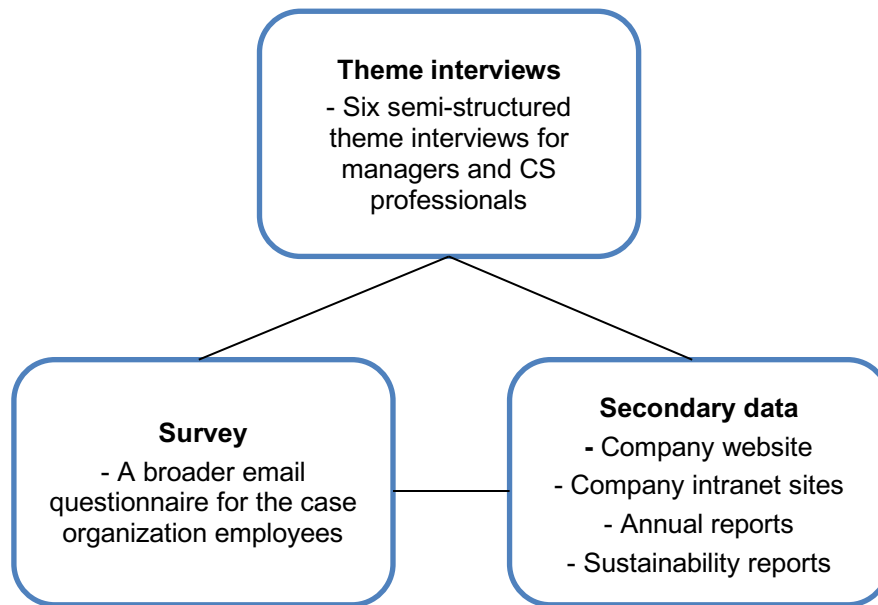 Theme interviews
- Six semi-structured
theme interviews for
managers and CS
professionals
Survey
- A broader email
questionnaire for the case
organization employees
Secondary data
- Company website
- Company intranet sites
- Annual reports
- Sustainability reports